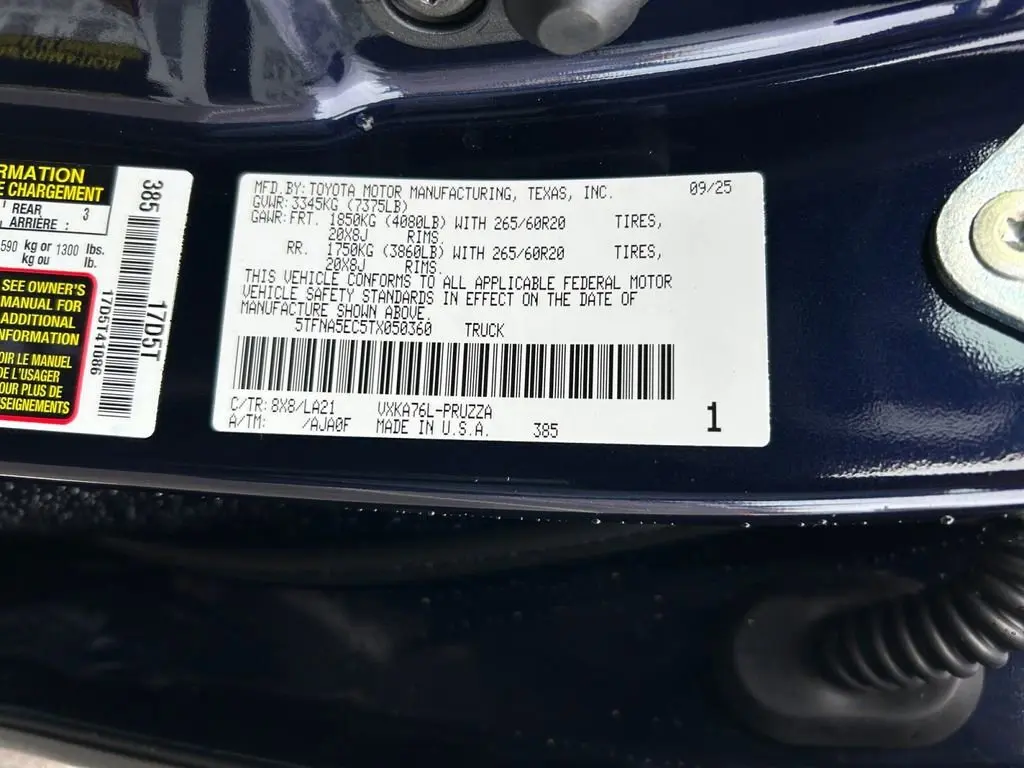 RMATION
E CHARGEMENT
REAR 3
ARRIÈRE :
590 kg or 1300 lbs.
kg ou lb.
SEE OWNER'S
MANUAL FOR
ADDITIONAL
INFORMATION
OIR LE MANUEL
DE L'USAGER
OUR PLUS DE
SEIGNEMENTS
385
17D5T
17D5T41086
MFD.BY:TOYOTA MOTOR MANUFACTURING, TEXAS, INC. 09/25
GVWR:3345KG (7375LB)
GAWR:FRT. 1850KG (4080LB) WITH 265/60R20 TIRES,
20X8J RIMS.
RR. 1750KG (3860LB) WITH 265/60R20 TIRES,
20X8J RIMS.
THIS VEHICLE CONFORMS TO ALL APPLICABLE FEDERAL MOTOR
VEHICLE SAFETY STANDARDS IN EFFECT ON THE DATE OF
MANUFACTURE SHOWN ABOVE.
5TFNA5EC5TX050360 TRUCK
C/TR:8X8/LA21 VXKA76L-PRUZZA
A/TM: /AJA0F MADE IN U.S.A. 385
1